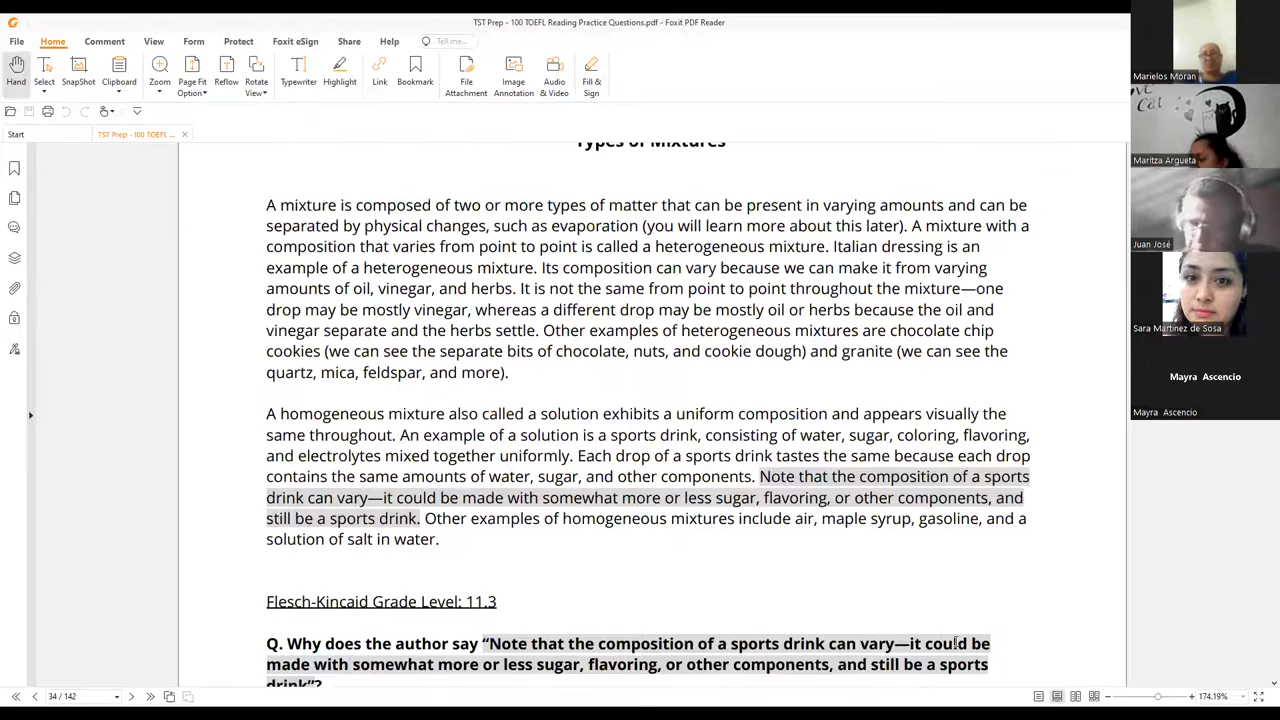 TST Prep - 100 TOEFL Reading Practice Questions.pdf - Foxit PDF Reader
File Home Comment View Form Protect Foxit eSign Share Help Tell me...
Hand Select SnapShot Clipboard Zoom Page Fit Option Reflow Rotate View Typewriter Highlight Link Bookmark File Attachment Image Annotation Audio & Video Fill & Sign
Start TST Prep - 100 TOEFL ...
Types of Mixtures
A mixture is composed of two or more types of matter that can be present in varying amounts and can be
separated by physical changes, such as evaporation (you will learn more about this later). A mixture with a
composition that varies from point to point is called a heterogeneous mixture. Italian dressing is an
example of a heterogeneous mixture. Its composition can vary because we can make it from varying
amounts of oil, vinegar, and herbs. It is not the same from point to point throughout the mixture—one
drop may be mostly vinegar, whereas a different drop may be mostly oil or herbs because the oil and
vinegar separate and the herbs settle. Other examples of heterogeneous mixtures are chocolate chip
cookies (we can see the separate bits of chocolate, nuts, and cookie dough) and granite (we can see the
quartz, mica, feldspar, and more).
A homogeneous mixture also called a solution exhibits a uniform composition and appears visually the
same throughout. An example of a solution is a sports drink, consisting of water, sugar, coloring, flavoring,
and electrolytes mixed together uniformly. Each drop of a sports drink tastes the same because each drop
contains the same amounts of water, sugar, and other components. Note that the composition of a sports
drink can vary—it could be made with somewhat more or less sugar, flavoring, or other components, and
still be a sports drink. Other examples of homogeneous mixtures include air, maple syrup, gasoline, and a
solution of salt in water.
Flesch-Kincaid Grade Level: 11.3
Q. Why does the author say “Note that the composition of a sports drink can vary—it could be
made with somewhat more or less sugar, flavoring, or other components, and still be a sports
drink”?
34 / 142
174.19%
Marielos Moran
Cat
Maritza Argueta
Juan José
Sara Martinez de Sosa
Mayra Ascencio
Mayra Ascencio